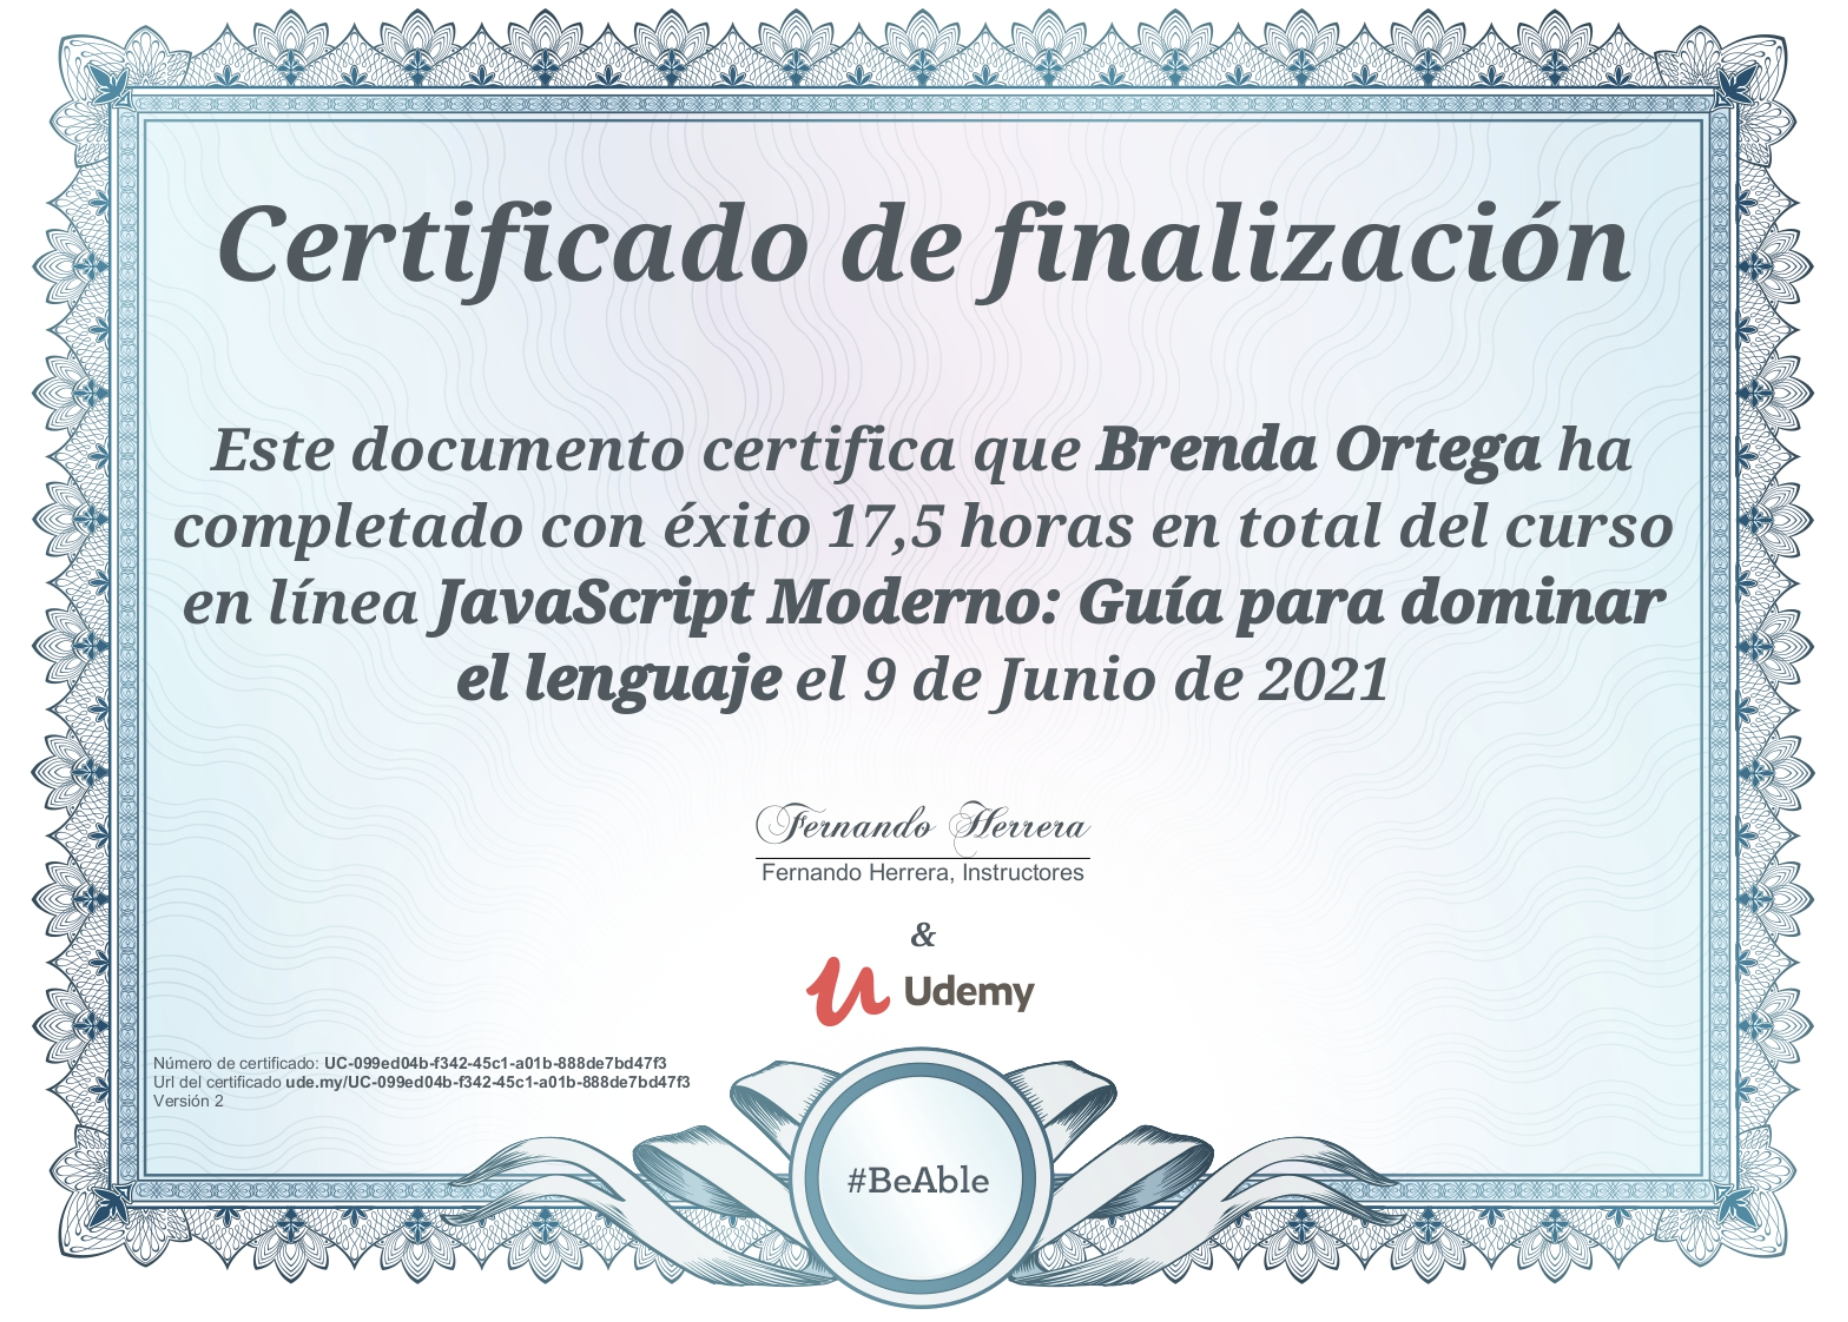 Certificado de finalización
Este documento certifica que Brenda Ortega ha
completado con éxito 17,5 horas en total del curso
en línea JavaScript Moderno: Guía para dominar
el lenguaje el 9 de Junio de 2021
Fernando Herrera
Fernando Herrera, Instructores
&
Udemy
Número de certificado: UC-099ed04b-f342-45c1-a01b-888de7bd47f3
Url del certificado ude.my/UC-099ed04b-f342-45c1-a01b-888de7bd47f3
Versión 2
#BeAble